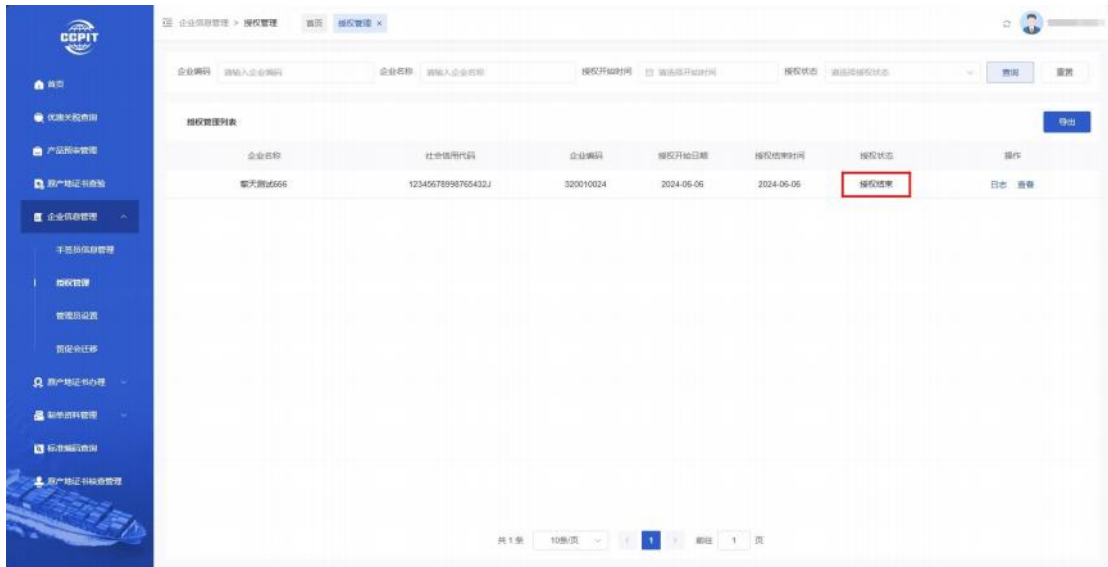 CCPIT
企业信息管理 > 授权管理 首页 授权管理 ×
企业编码 请输入企业编码 企业名称 请输入企业名称 授权开始时间 请选择开始时间 授权状态 请选择授权状态 查询 重置
首页
优惠关税查询
产品预审管理
原产地证书查验
企业信息管理
手签员信息管理
授权管理
管理员设置
贸促会迁移
原产地证书办理
制单资料管理
标准编码查询
原产地证书核查管理
授权管理列表 导出
企业名称 社会信用代码 企业编码 授权开始日期 授权结束时间 授权状态 操作
擎天测试666 12345678998765432J 320010024 2024-06-06 2024-06-06 授权结束 日志 查看
共 1 条 10条/页 1 前往 1 页